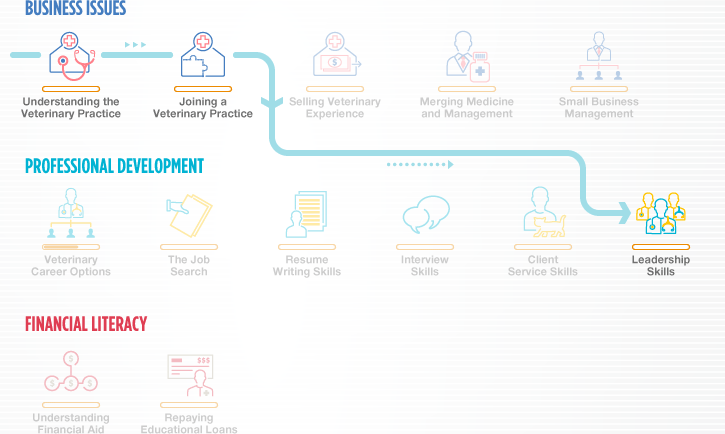 BUSINESS ISSUES
Understanding the
Veterinary Practice
Joining a
Veterinary Practice
Selling Veterinary
Experience
Merging Medicine
and Management
Small Business
Management
PROFESSIONAL DEVELOPMENT
Veterinary
Career Options
The Job
Search
Resume
Writing Skills
Interview
Skills
Client
Service Skills
Leadership
Skills
FINANCIAL LITERACY
$
$ $ $
$$$
Understanding
Financial Aid
Repaying
Educational Loans